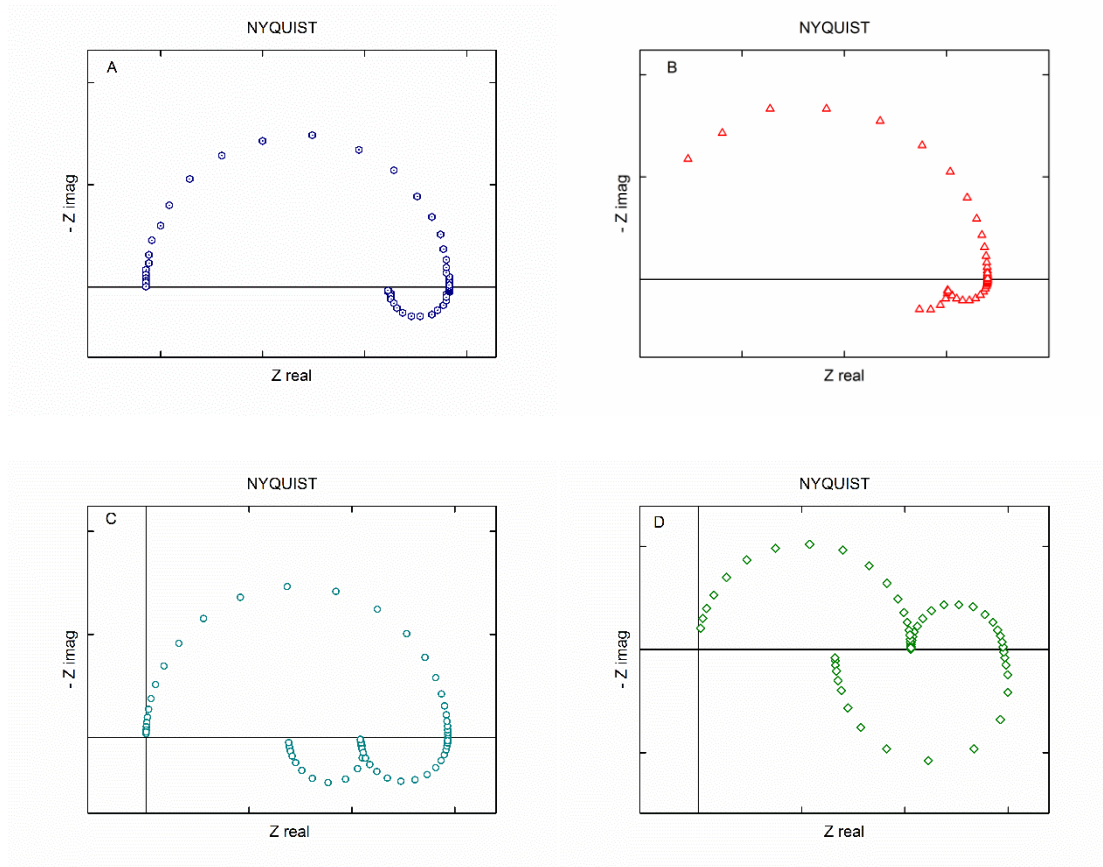 NYQUIST
A
- Z imag
Z real
NYQUIST
B
- Z imag
Z real
NYQUIST
C
- Z imag
Z real
NYQUIST
D
- Z imag
Z real